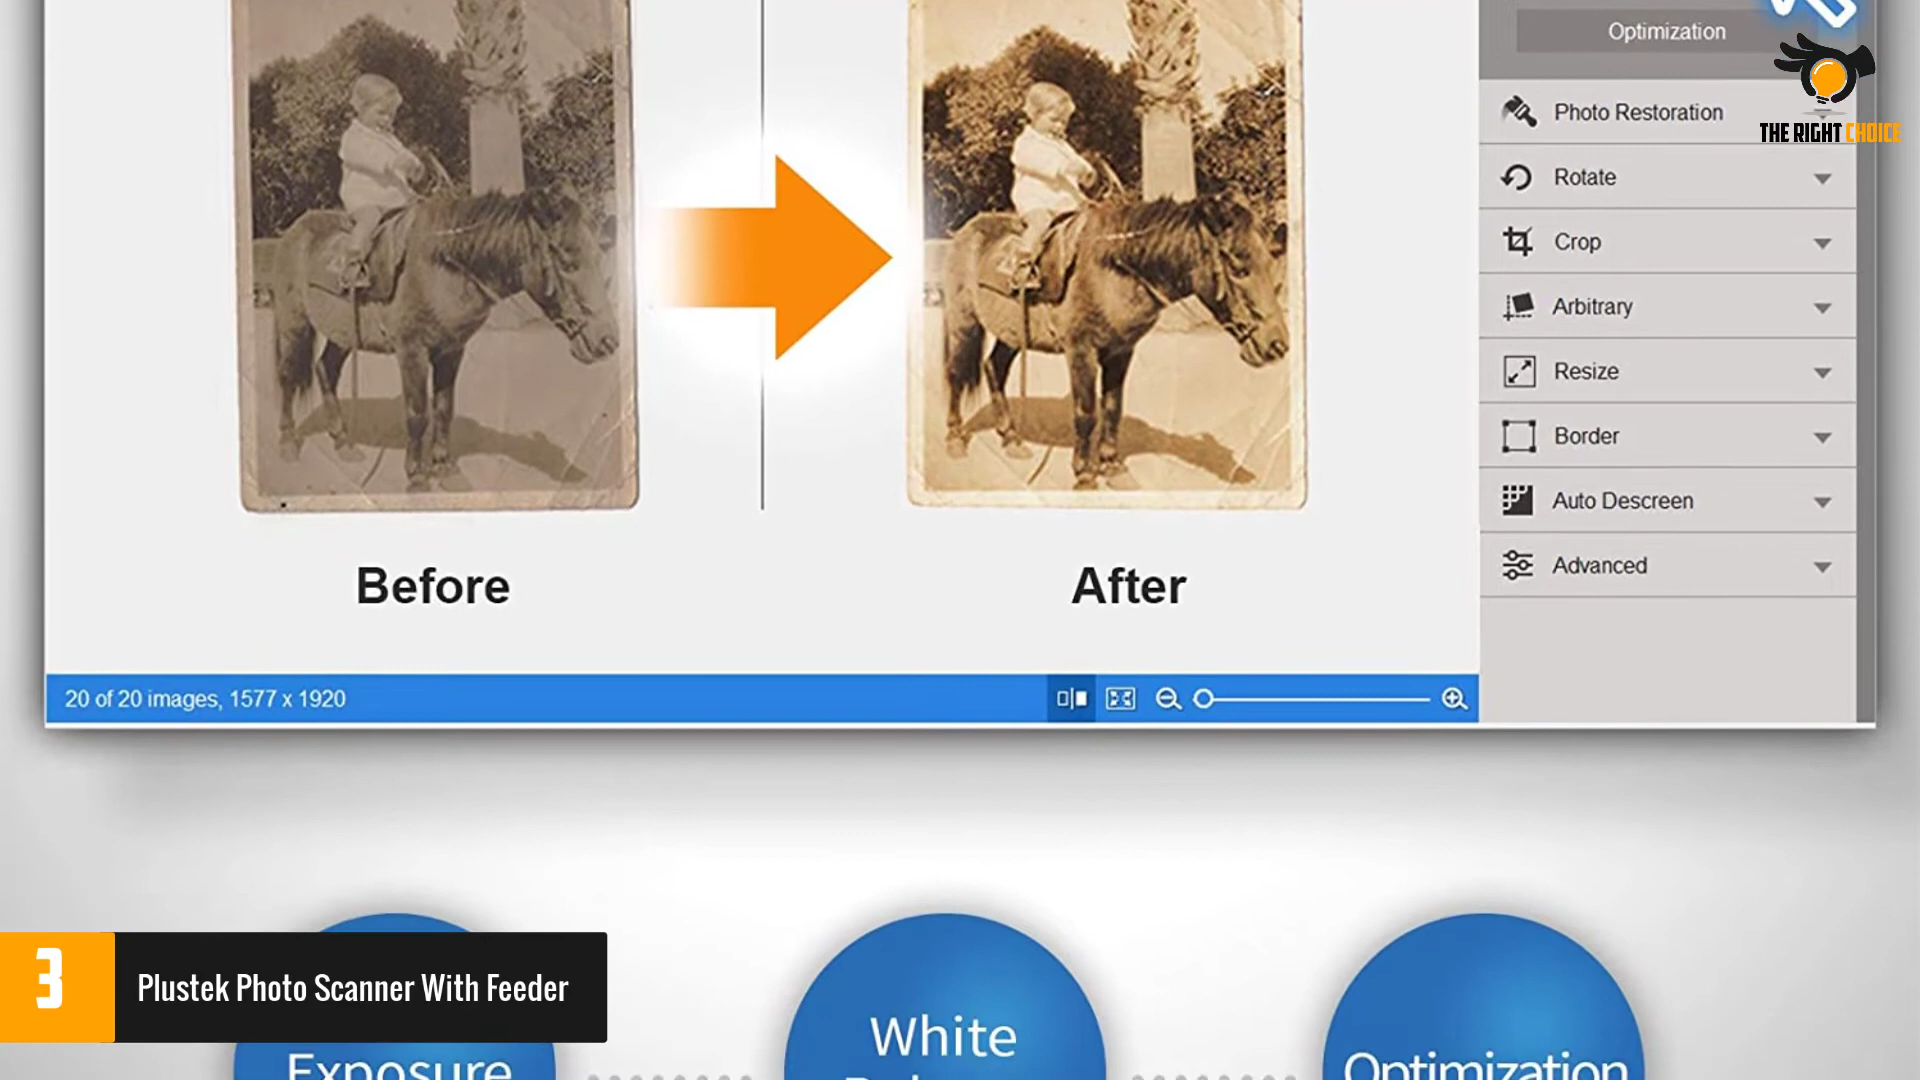 Optimization
THE RIGHT CHOICE
Photo Restoration
Rotate
Crop
Arbitrary
Resize
Border
Auto Descreen
Advanced
Before
After
20 of 20 images, 1577 x 1920
3
Plustek Photo Scanner With Feeder
Exposure
White
Optimization